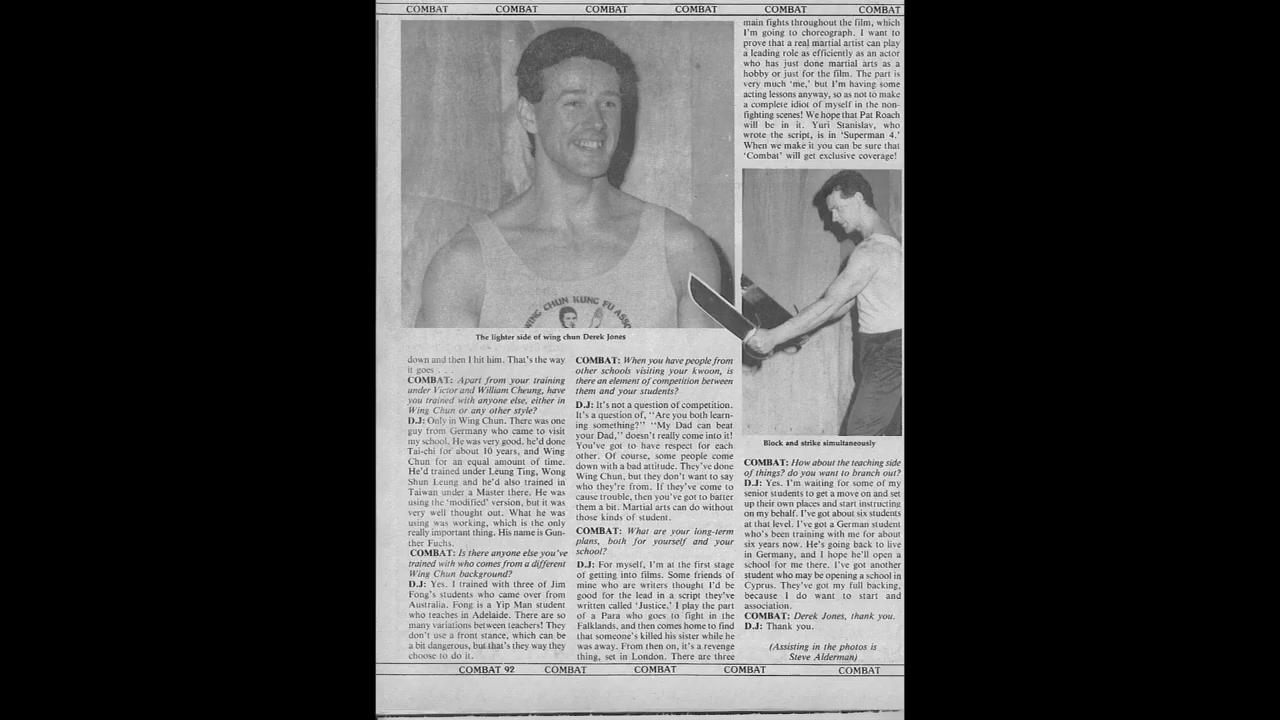 COMBAT COMBAT COMBAT COMBAT COMBAT COMBAT
WING CHUN KUNG FU ASSO
The lighter side of wing chun Derek Jones
down and then I hit him. That's the way
it goes . . .
COMBAT: Apart from your training
under Victor and William Cheung, have
you trained with anyone else, either in
Wing Chun or any other style?
D.J: Only in Wing Chun. There was one
guy from Germany who came to visit
my school. He was very good, he'd done
Tai-chi for about 10 years, and Wing
Chun for an equal amount of time.
He'd trained under Leung Ting, Wong
Shun Leung and he'd also trained in
Taiwan under a Master there. He was
using the 'modified' version, but it was
very well thought out. What he was
using was working, which is the only
really important thing. His name is Gun-
ther Fuchs.
COMBAT: Is there anyone else you've
trained with who comes from a different
Wing Chun background?
D.J: Yes. I trained with three of Jim
Fong's students who came over from
Australia. Fong is a Yip Man student
who teaches in Adelaide. There are so
many variations between teachers! They
don't use a front stance, which can be
a bit dangerous, but that's they way they
choose to do it.
COMBAT: When you have people from
other schools visiting your kwoon, is
there an element of competition between
them and your students?
D.J: It's not a question of competition.
It's a question of, "Are you both learn-
ing something?" "My Dad can beat
your Dad," doesn't really come into it!
You've got to have respect for each
other. Of course, some people come
down with a bad attitude. They've done
Wing Chun, but they don't want to say
who they're from. If they've come to
cause trouble, then you've got to batter
them a bit. Martial arts can do without
those kinds of student.
COMBAT: What are your long-term
plans, both for yourself and your
school?
D.J: For myself, I'm at the first stage
of getting into films. Some friends of
mine who are writers thought I'd be
good for the lead in a script they've
written called 'Justice.' I play the part
of a Para who goes to fight in the
Falklands, and then comes home to find
that someone's killed his sister while he
was away. From then on, it's a revenge
thing, set in London. There are three
main fights throughout the film, which
I'm going to choreograph. I want to
prove that a real martial artist can play
a leading role as efficiently as an actor
who has just done martial arts as a
hobby or just for the film. The part is
very much 'me,' but I'm having some
acting lessons anyway, so as not to make
a complete idiot of myself in the non-
fighting scenes! We hope that Pat Roach
will be in it. Yuri Stanislav, who
wrote the script, is in 'Superman 4.'
When we make it you can be sure that
'Combat' will get exclusive coverage!
Block and strike simultaneously
COMBAT: How about the teaching side
of things? do you want to branch out?
D.J: Yes. I'm waiting for some of my
senior students to get a move on and set
up their own places and start instructing
on my behalf. I've got about six students
at that level. I've got a German student
who's been training with me for about
six years now. He's going back to live
in Germany, and I hope he'll open a
school for me there. I've got another
student who may be opening a school in
Cyprus. They've got my full backing,
because I do want to start and
association.
COMBAT: Derek Jones, thank you.
D.J: Thank you.
(Assisting in the photos is
Steve Alderman)
COMBAT 92 COMBAT COMBAT COMBAT COMBAT